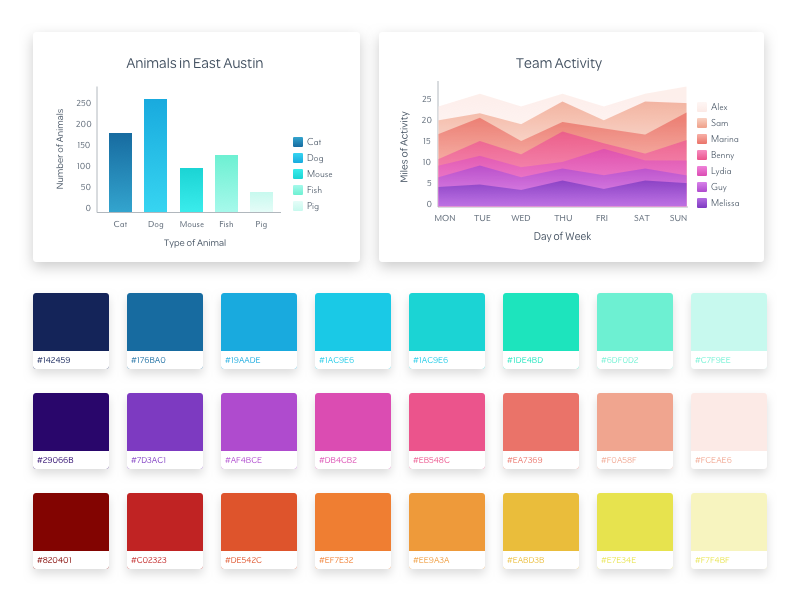 Animals in East Austin
Number of Animals
250
200
150
100
50
0
Cat
Dog
Mouse
Fish
Pig
Type of Animal
Cat
Dog
Mouse
Fish
Pig
Team Activity
Miles of Activity
25
20
15
10
5
0
MON TUE WED THU FRI SAT SUN
Day of Week
Alex
Sam
Marina
Benny
Lydia
Guy
Melissa
#142459 #176BA0 #19AADE #1AC9E6 #1AC9E6 #1DE4BD #6DF0D2 #C7F9EE
#29066B #7D3AC1 #AF4BCE #DB4CB2 #EB548C #EA7369 #F0A58F #FCEAE6
#820401 #C02323 #DE542C #EF7E32 #EE9A3A #EABD3B #E7E34E #F7F4BF